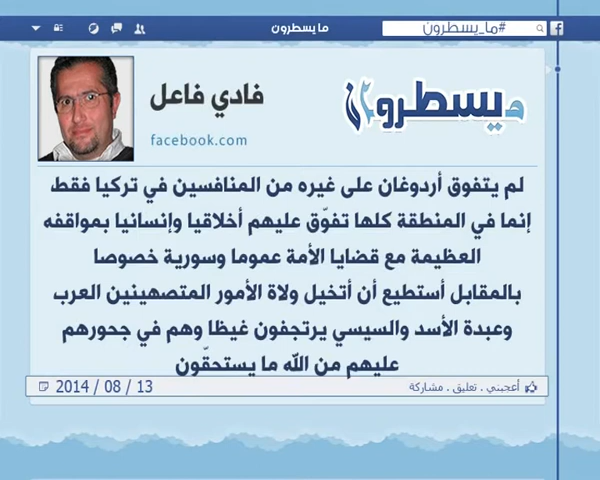 ما يسطرون
#ما_يسطرون
ما يسطرون
فادي فاعل
facebook.com
لم يتفوق أردوغان على غيره من المنافسين في تركيا فقط،
إنما في المنطقة كلها تفوّق عليهم أخلاقيا وإنسانيا بمواقفه
العظيمة مع قضايا الأمة عموما وسورية خصوصا
بالمقابل أستطيع أن أتخيل ولاة الأمور المتصهينين العرب
وعبدة الأسد والسيسي يرتجفون غيظا وهم في جحورهم
عليهم من الله ما يستحقّون
أعجبني . تعليق . مشاركة
2014 / 08 / 13